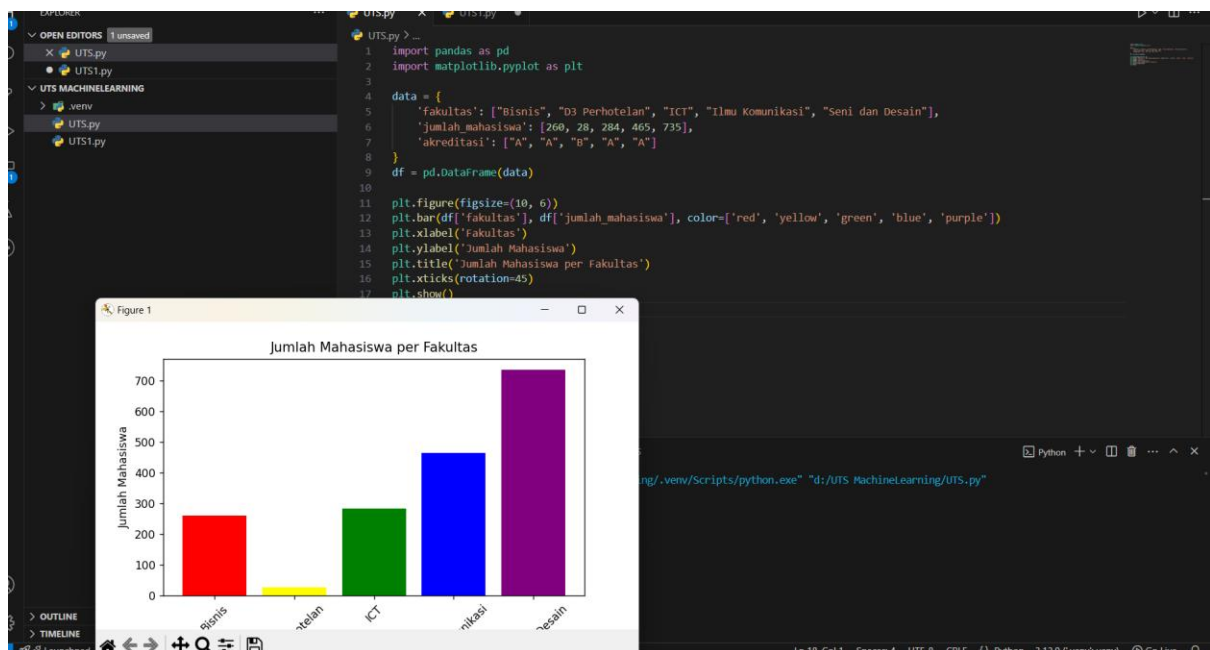 EXPLORER
OPEN EDITORS 1 unsaved
UTS.py
UTS1.py
UTS MACHINELEARNING
.venv
UTS.py
UTS1.py
OUTLINE
TIMELINE
UTS.py
UTS1.py
UTS.py > ...
1 import pandas as pd
2 import matplotlib.pyplot as plt
3
4 data = {
5 'fakultas': ["Bisnis", "D3 Perhotelan", "ICT", "Ilmu Komunikasi", "Seni dan Desain"],
6 'jumlah_mahasiswa': [260, 28, 284, 465, 735],
7 'akreditasi': ["A", "A", "B", "A", "A"]
8 }
9 df = pd.DataFrame(data)
10
11 plt.figure(figsize=(10, 6))
12 plt.bar(df['fakultas'], df['jumlah_mahasiswa'], color=['red', 'yellow', 'green', 'blue', 'purple'])
13 plt.xlabel('Fakultas')
14 plt.ylabel('Jumlah Mahasiswa')
15 plt.title('Jumlah Mahasiswa per Fakultas')
16 plt.xticks(rotation=45)
17 plt.show()
Figure 1
Jumlah Mahasiswa per Fakultas
Jumlah Mahasiswa
700
600
500
400
300
200
100
0
Bisnis
otelan
ICT
nikasi
Desain
Python
ng/.venv/Scripts/python.exe" "d:/UTS MachineLearning/UTS.py"